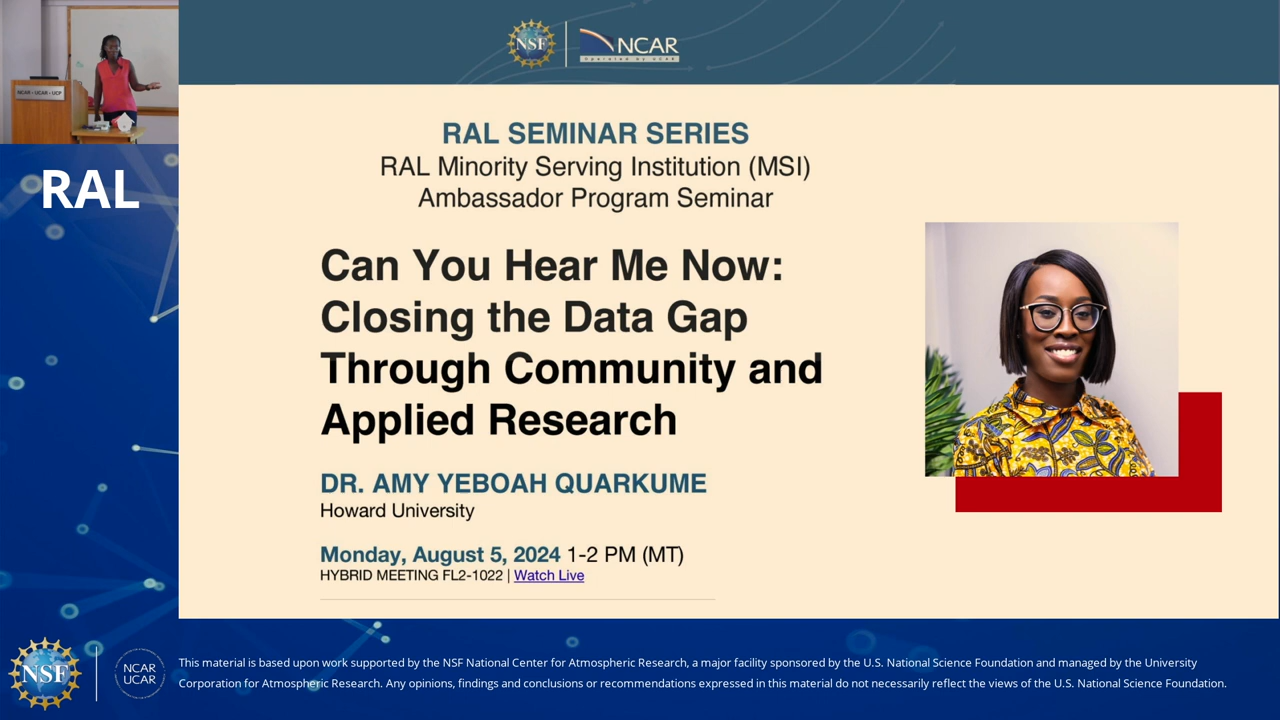 NCAR • UCAR • UCP
RAL
NSF
NCAR
Operated by UCAR
RAL SEMINAR SERIES
RAL Minority Serving Institution (MSI)
Ambassador Program Seminar
Can You Hear Me Now:
Closing the Data Gap
Through Community and
Applied Research
DR. AMY YEBOAH QUARKUME
Howard University
Monday, August 5, 2024 1-2 PM (MT)
HYBRID MEETING FL2-1022 | Watch Live
NSF
NCAR
UCAR
This material is based upon work supported by the NSF National Center for Atmospheric Research, a major facility sponsored by the U.S. National Science Foundation and managed by the University
Corporation for Atmospheric Research. Any opinions, findings and conclusions or recommendations expressed in this material do not necessarily reflect the views of the U.S. National Science Foundation.